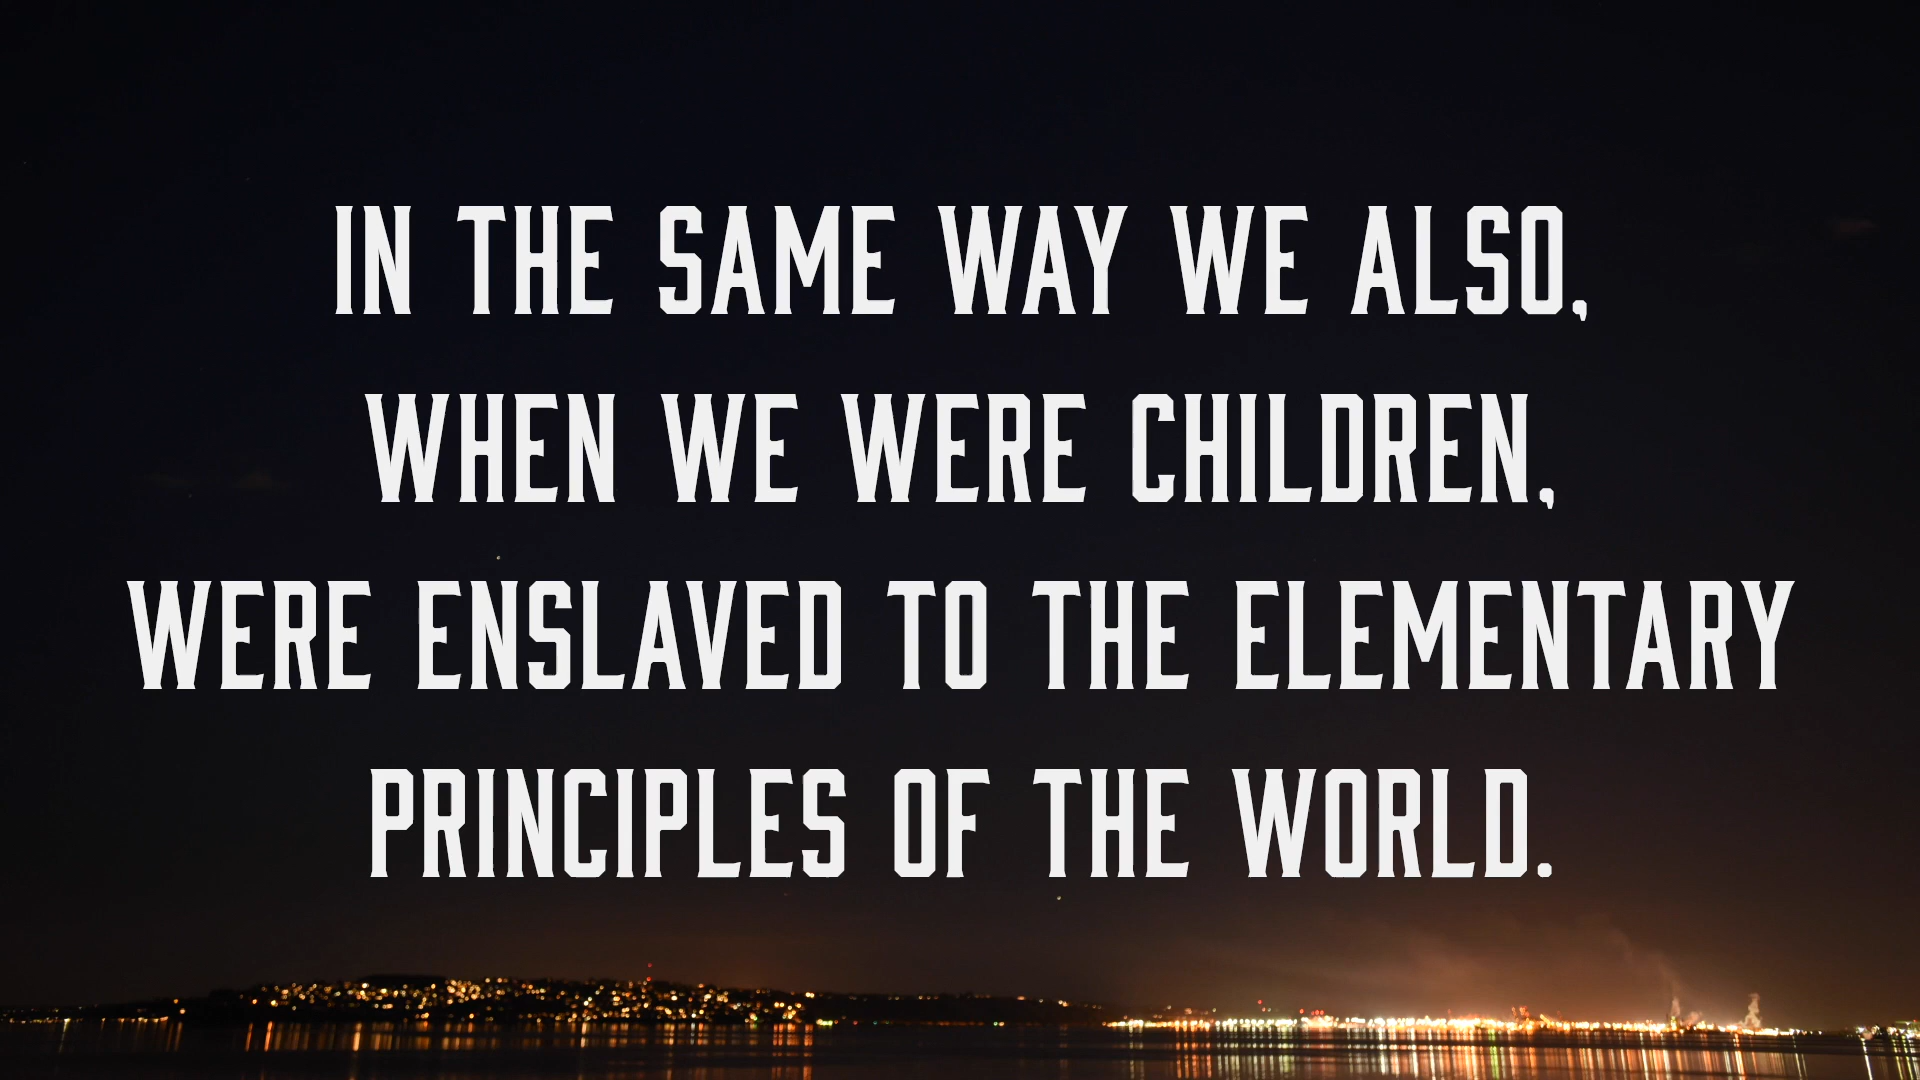 IN THE SAME WAY WE ALSO,
WHEN WE WERE CHILDREN,
WERE ENSLAVED TO THE ELEMENTARY
PRINCIPLES OF THE WORLD.